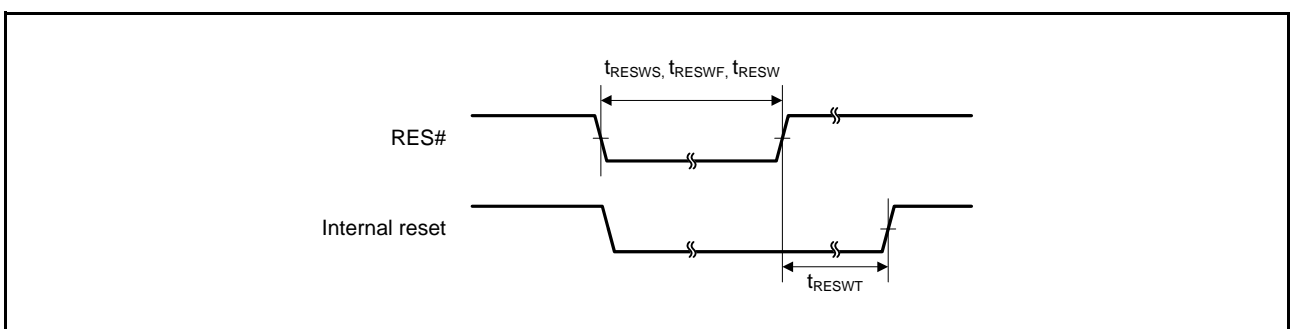 tRESWS, tRESWF, tRESW
RES#
Internal reset
tRESWT